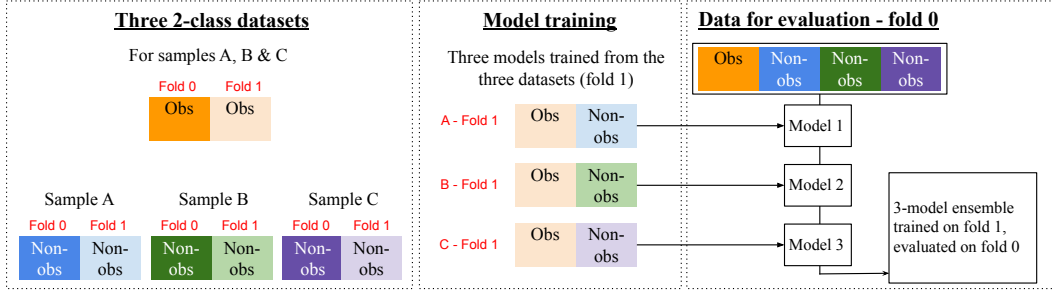 Three 2-class datasets
For samples A, B & C
Fold 0 Fold 1
Obs Obs
Sample A Sample B Sample C
Fold 0 Fold 1 Fold 0 Fold 1 Fold 0 Fold 1
Non- Non- Non- Non- Non- Non-
obs obs obs obs obs obs
Model training
Three models trained from the
three datasets (fold 1)
A - Fold 1 Obs Non-
obs
B - Fold 1 Obs Non-
obs
C - Fold 1 Obs Non-
obs
Data for evaluation - fold 0
Obs Non- Non- Non-
obs obs obs
Model 1
Model 2
Model 3
3-model ensemble
trained on fold 1,
evaluated on fold 0